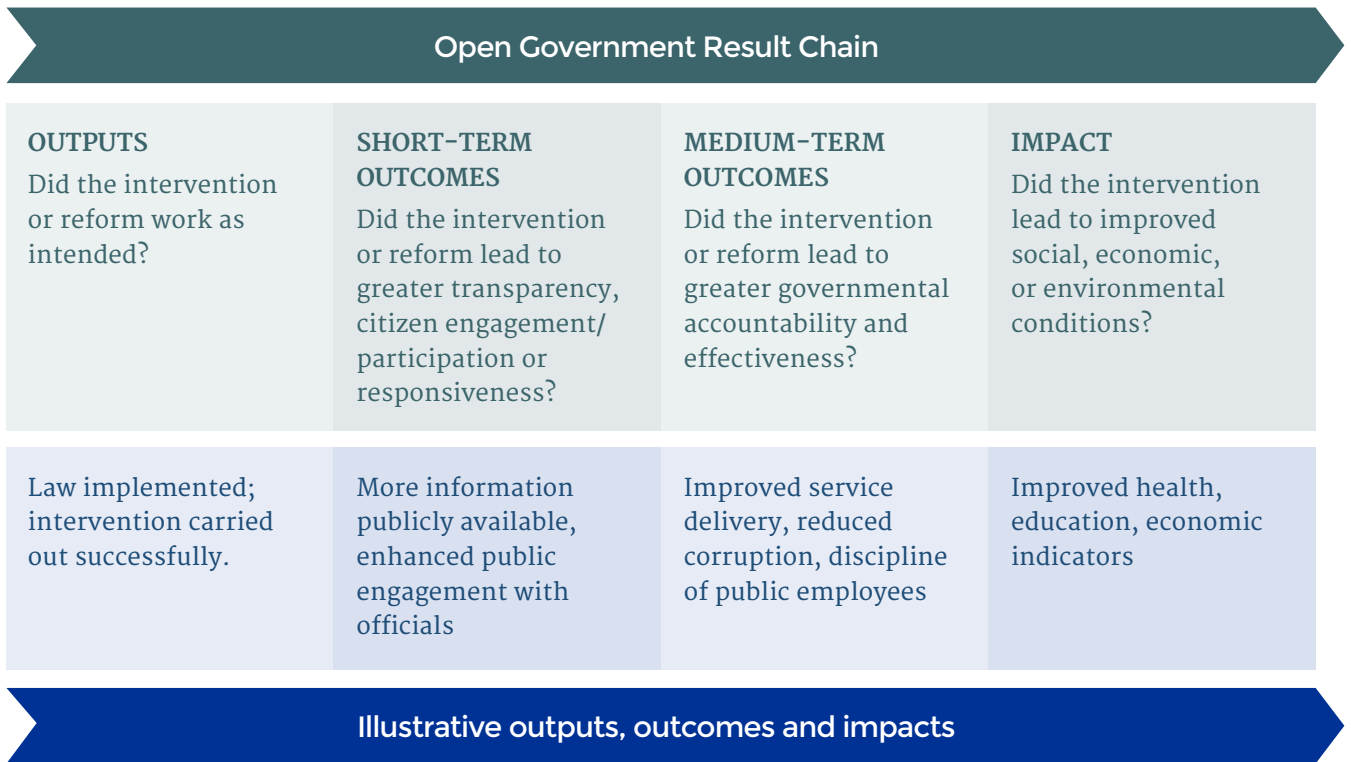 Open Government Result Chain
OUTPUTS
Did the intervention
or reform work as
intended?
SHORT-TERM
OUTCOMES
Did the intervention
or reform lead to
greater transparency,
citizen engagement/
participation or
responsiveness?
MEDIUM-TERM
OUTCOMES
Did the intervention
or reform lead to
greater governmental
accountability and
effectiveness?
IMPACT
Did the intervention
lead to improved
social, economic,
or environmental
conditions?
Law implemented;
intervention carried
out successfully.
More information
publicly available,
enhanced public
engagement with
officials
Improved service
delivery, reduced
corruption, discipline
of public employees
Improved health,
education, economic
indicators
Illustrative outputs, outcomes and impacts